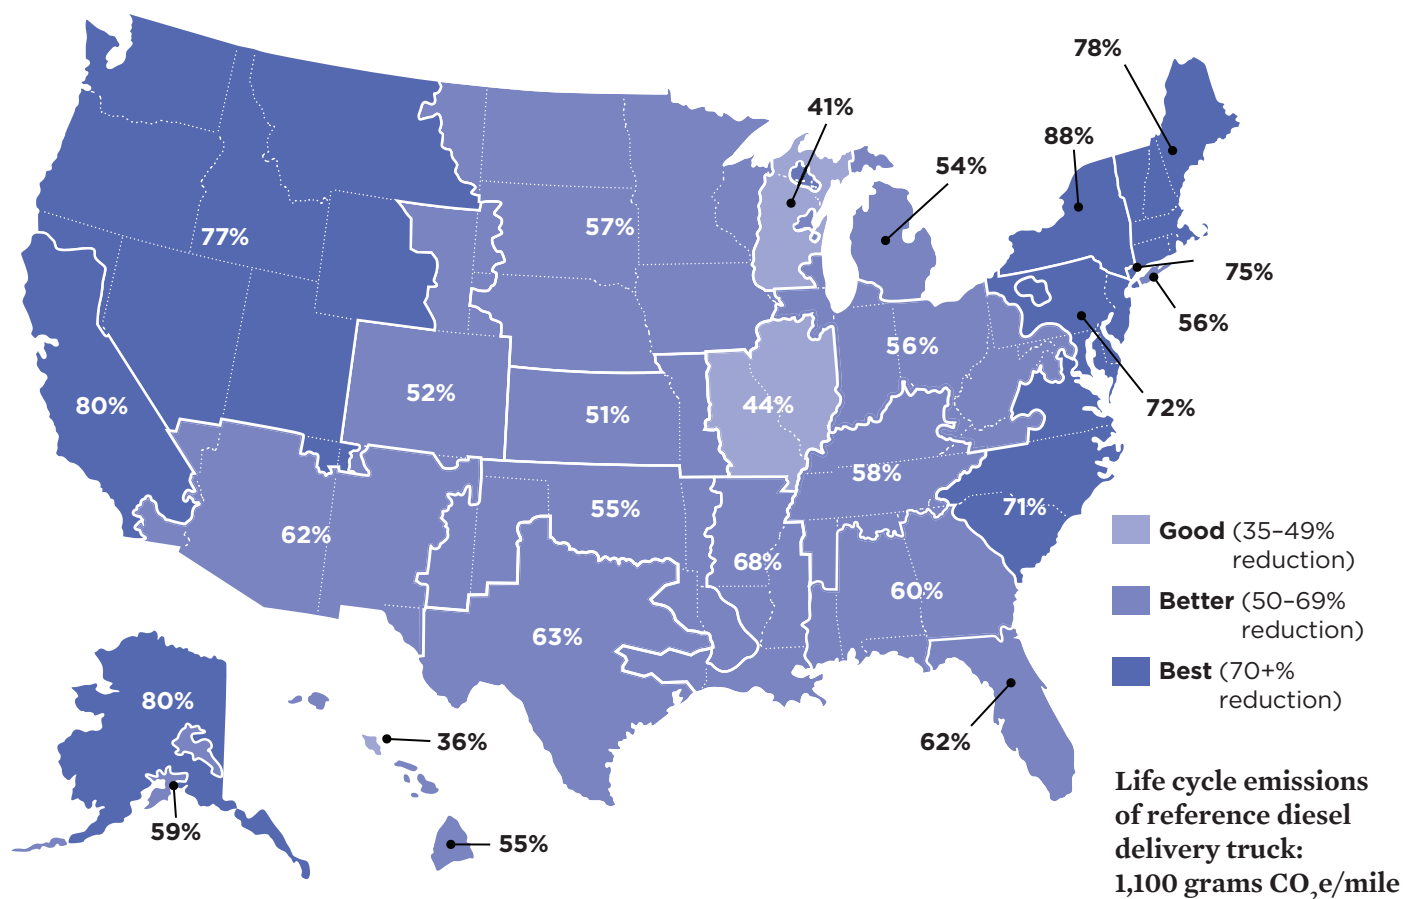 78%
41%
88%
54%
77%
57%
75%
56%
56%
52%
80%
51%
44%
72%
58%
55%
71%
62%
68%
60%
63%
Good (35–49%
reduction)
Better (50–69%
reduction)
Best (70+%
reduction)
80%
36%
62%
59%
55%
Life cycle emissions
of reference diesel
delivery truck:
1,100 grams CO₂e/mile